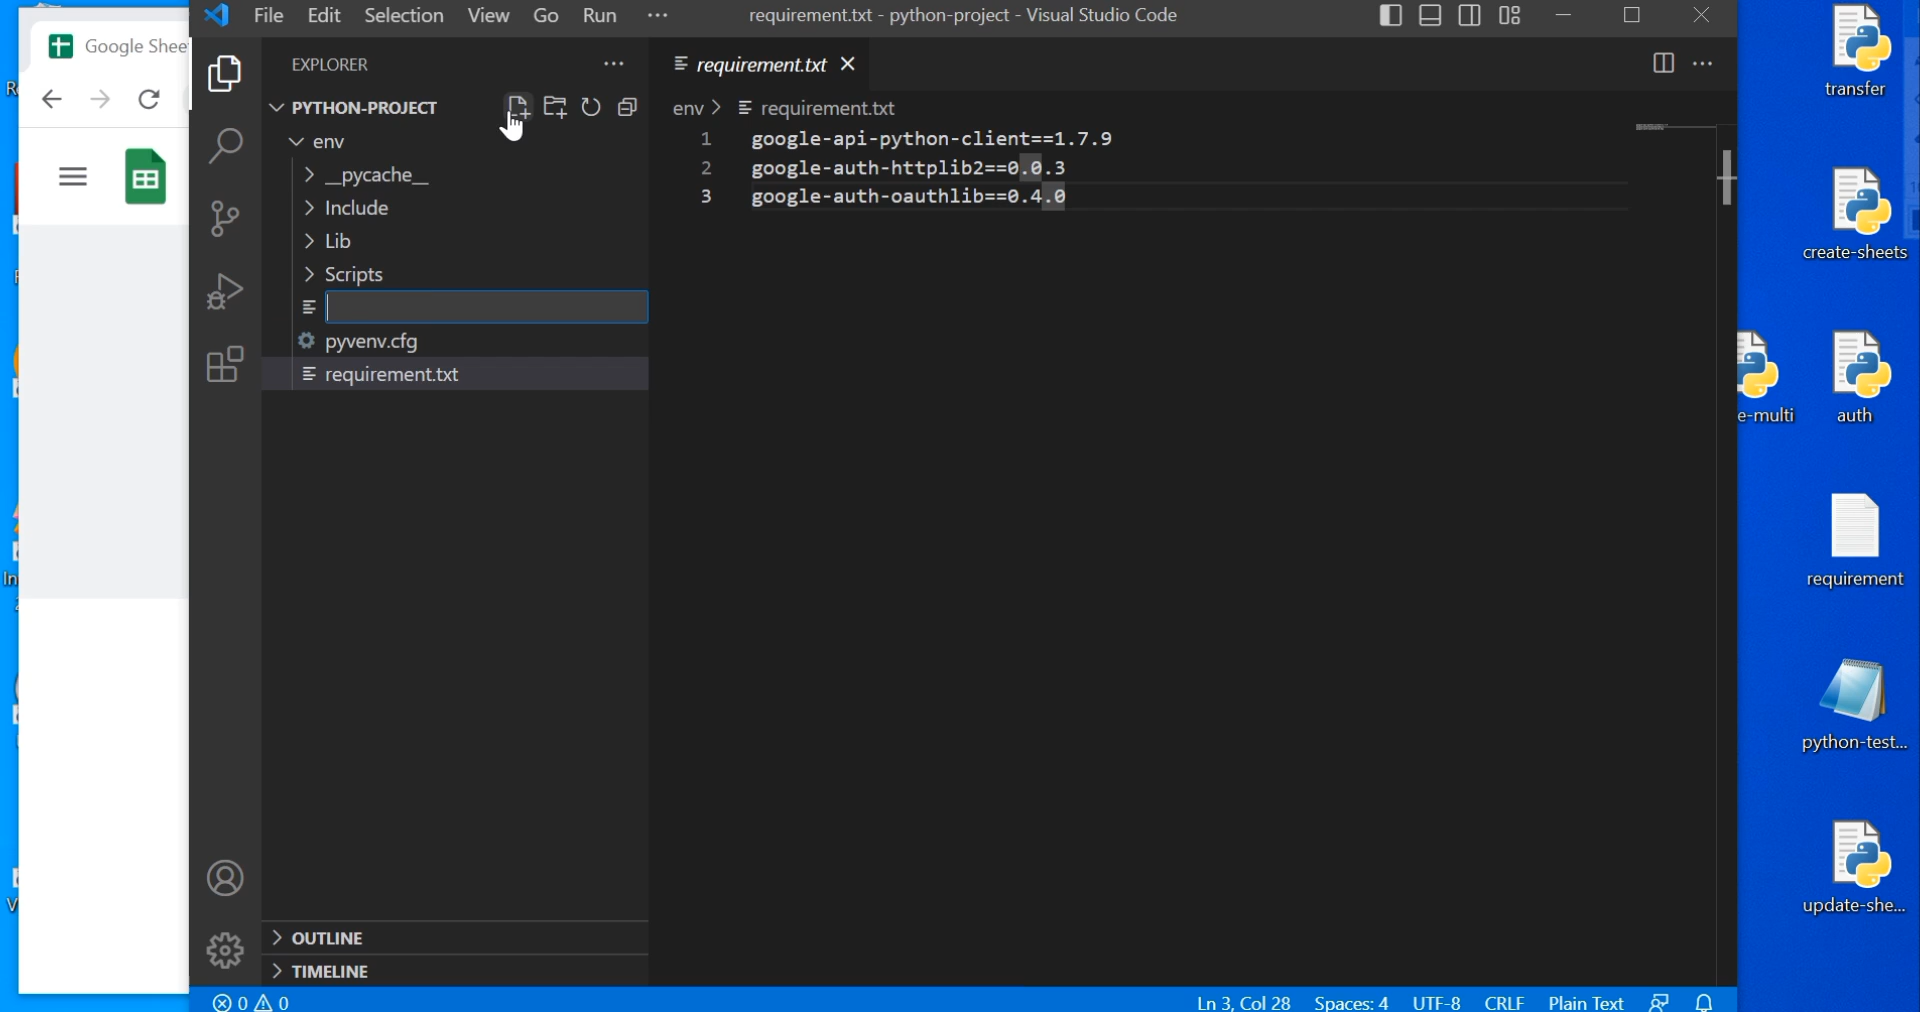 Google Shee
File Edit Selection View Go Run ···
requirement.txt - python-project - Visual Studio Code
EXPLORER
PYTHON-PROJECT
env
__pycache__
Include
Lib
Scripts
pyvenv.cfg
requirement.txt
OUTLINE
TIMELINE
requirement.txt
env > requirement.txt
1 google-api-python-client==1.7.9
2 google-auth-httplib2==0.0.3
3 google-auth-oauthlib==0.4.0
0 0
Ln 3, Col 28 Spaces: 4 UTF-8 CRLF Plain Text
transfer
create-sheets
e-multi
auth
requirement
python-test...
update-she...